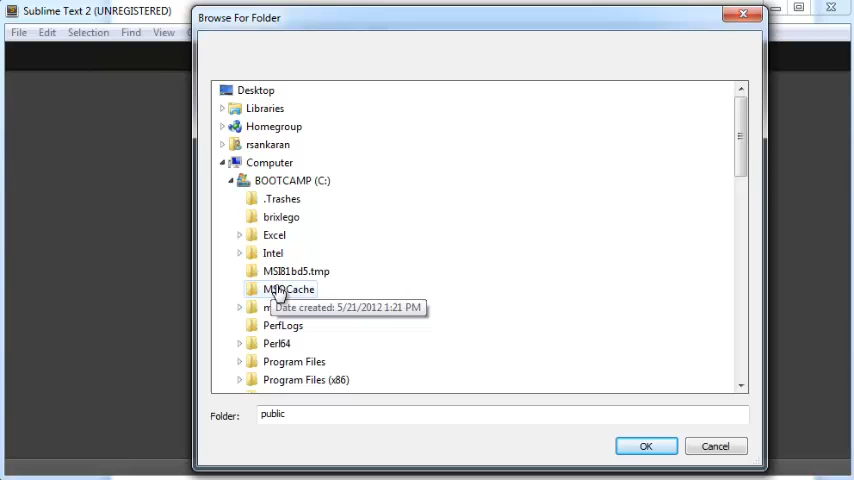 Sublime Text 2 (UNREGISTERED)
Browse For Folder
File Edit Selection Find View
Desktop
Libraries
Homegroup
rsankaran
Computer
BOOTCAMP (C:)
.Trashes
brixlego
Excel
Intel
MSI81bd5.tmp
MSOCache
Date created: 5/21/2012 1:21 PM
PerfLogs
Perl64
Program Files
Program Files (x86)
Folder: public
OK Cancel